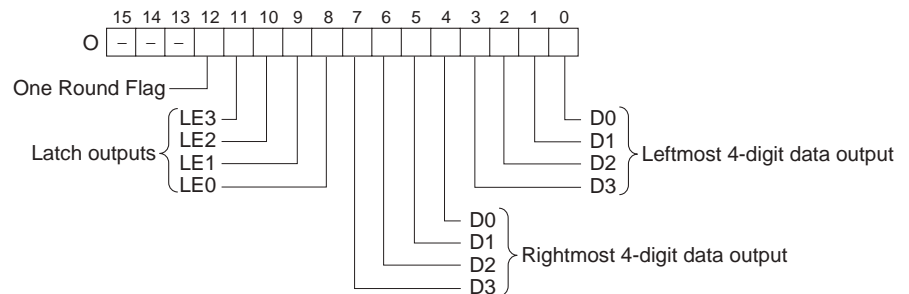 15 14 13 12 11 10 9 8 7 6 5 4 3 2 1 0
O – – –
One Round Flag
LE3
LE2
Latch outputs
LE1
LE0
D0
D1
Leftmost 4-digit data output
D2
D3
D0
D1
Rightmost 4-digit data output
D2
D3